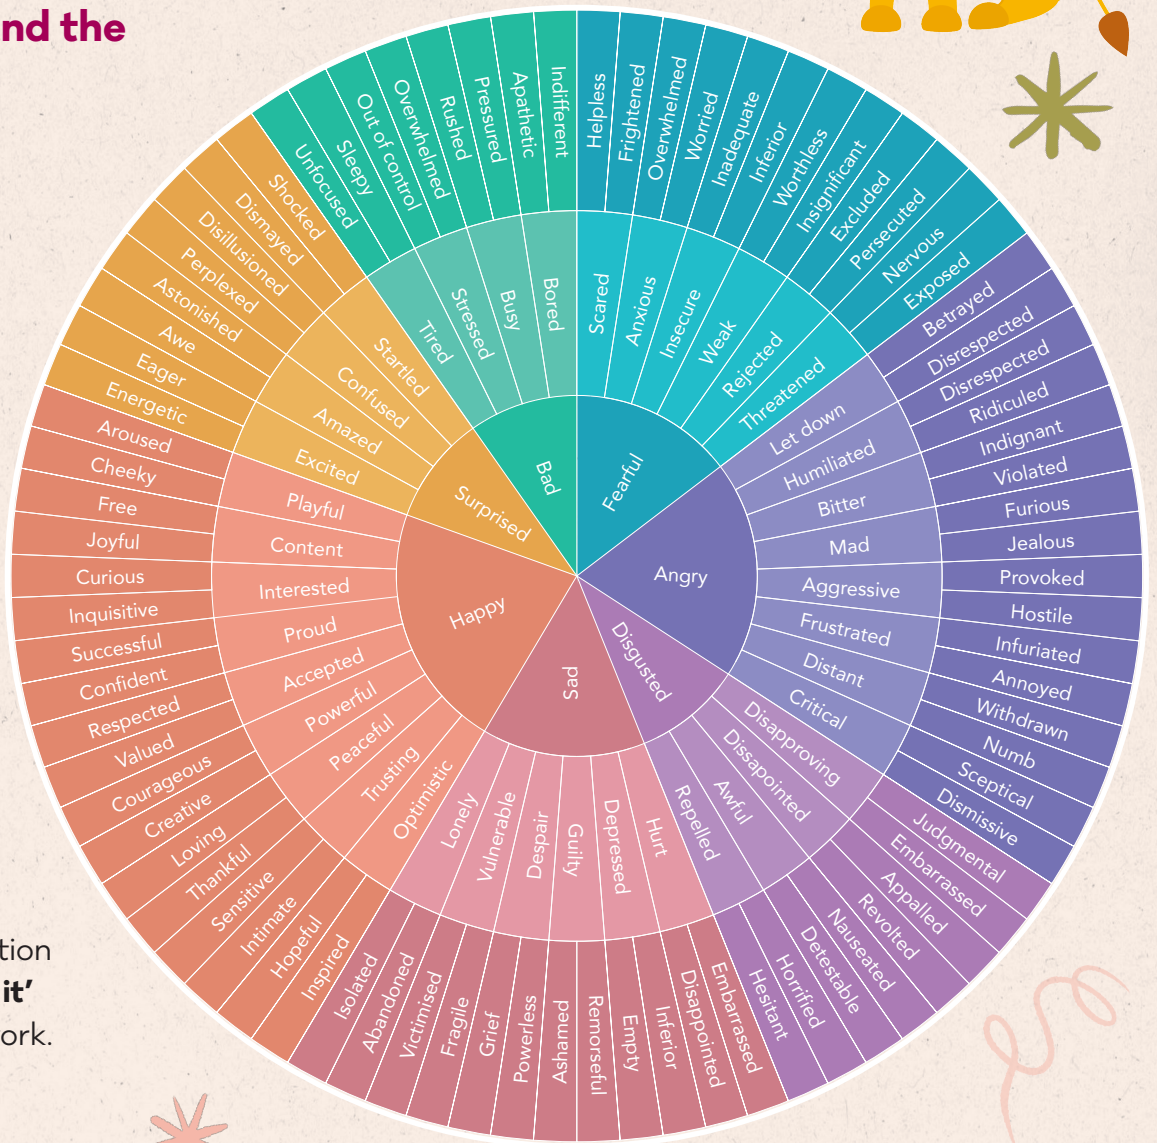 nd the
Bad
Fearful
Angry
Disgusted
Sad
Happy
Surprised
Tired
Stressed
Busy
Bored
Scared
Anxious
Insecure
Weak
Rejected
Threatened
Let down
Humiliated
Bitter
Mad
Aggressive
Frustrated
Distant
Critical
Disapproving
Dissapointed
Awful
Repelled
Hurt
Depressed
Guilty
Despair
Vulnerable
Lonely
Optimistic
Trusting
Peaceful
Powerful
Accepted
Proud
Interested
Content
Playful
Excited
Amazed
Confused
Startled
Unfocused
Sleepy
Out of control
Overwhelmed
Rushed
Pressured
Apathetic
Indifferent
Helpless
Frightened
Overwhelmed
Worried
Inadequate
Inferior
Worthless
Insignificant
Excluded
Persecuted
Nervous
Exposed
Betrayed
Disrespected
Disrespected
Ridiculed
Indignant
Violated
Furious
Jealous
Provoked
Hostile
Infuriated
Annoyed
Withdrawn
Numb
Sceptical
Dismissive
Judgmental
Embarrassed
Appalled
Revolted
Nauseated
Detestable
Horrified
Hesitant
Embarrassed
Disappointed
Inferior
Empty
Remorseful
Ashamed
Powerless
Grief
Fragile
Victimised
Abandoned
Isolated
Inspired
Hopeful
Intimate
Sensitive
Thankful
Loving
Creative
Courageous
Valued
Respected
Confident
Successful
Inquisitive
Curious
Joyful
Free
Cheeky
Aroused
Energetic
Eager
Awe
Astonished
Perplexed
Disillusioned
Dismayed
Shocked
tion
it’
ork.